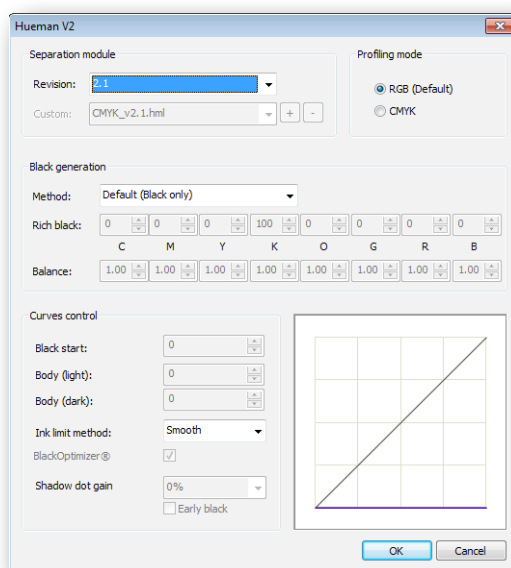 Hueman V2
Separation module
Revision: 2.1
Custom: CMYK_v2.1.hml + -
Profiling mode
RGB (Default)
CMYK
Black generation
Method: Default (Black only)
Rich black: 0 0 0 100 0 0 0 0
C M Y K O G R B
Balance: 1.00 1.00 1.00 1.00 1.00 1.00 1.00 1.00
Curves control
Black start: 0
Body (light): 0
Body (dark): 0
Ink limit method: Smooth
BlackOptimizer®
Shadow dot gain 0%
Early black
OK Cancel